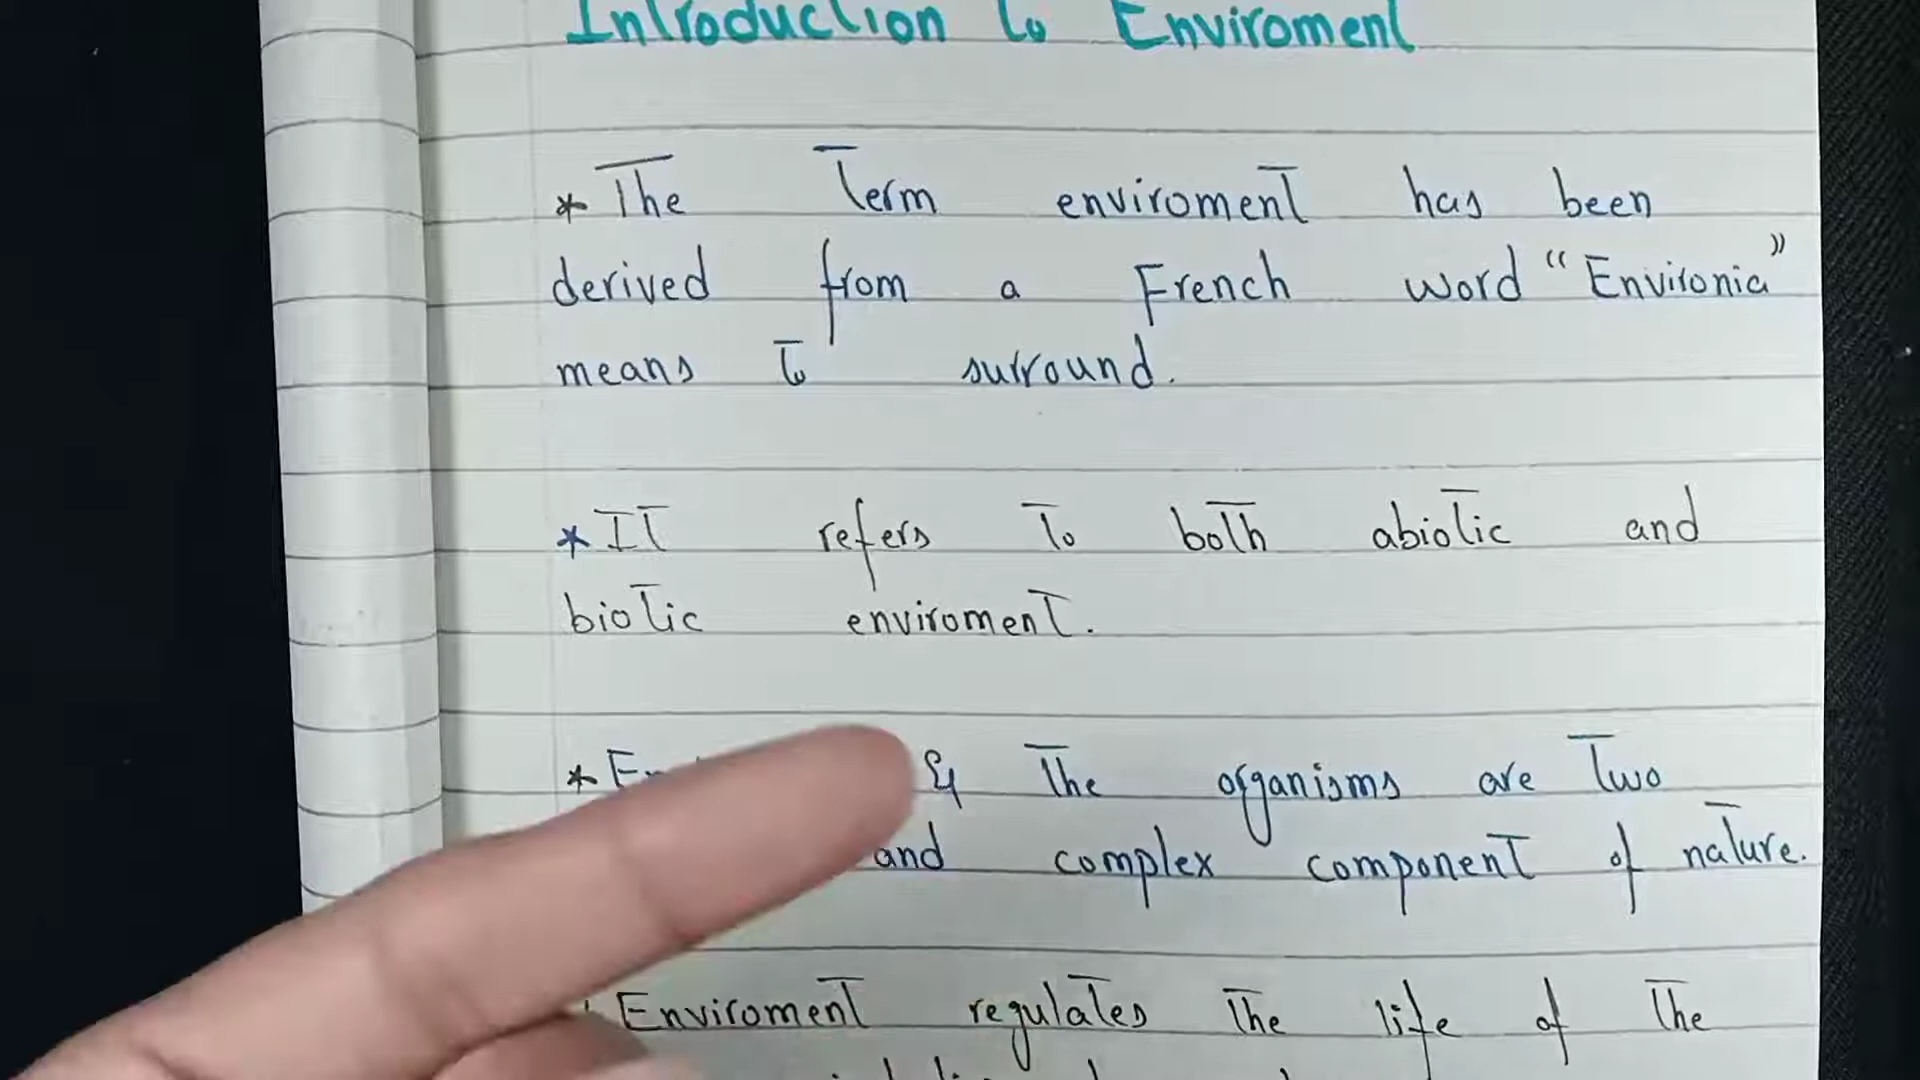 Introduction to Enviroment
* The term enviroment has been
derived from a French word "Environia"
means to surround.
* It refers to both abiotic and
biotic enviroment.
* & the organisms are two
and complex component of nature.
Enviroment regulates the life of the